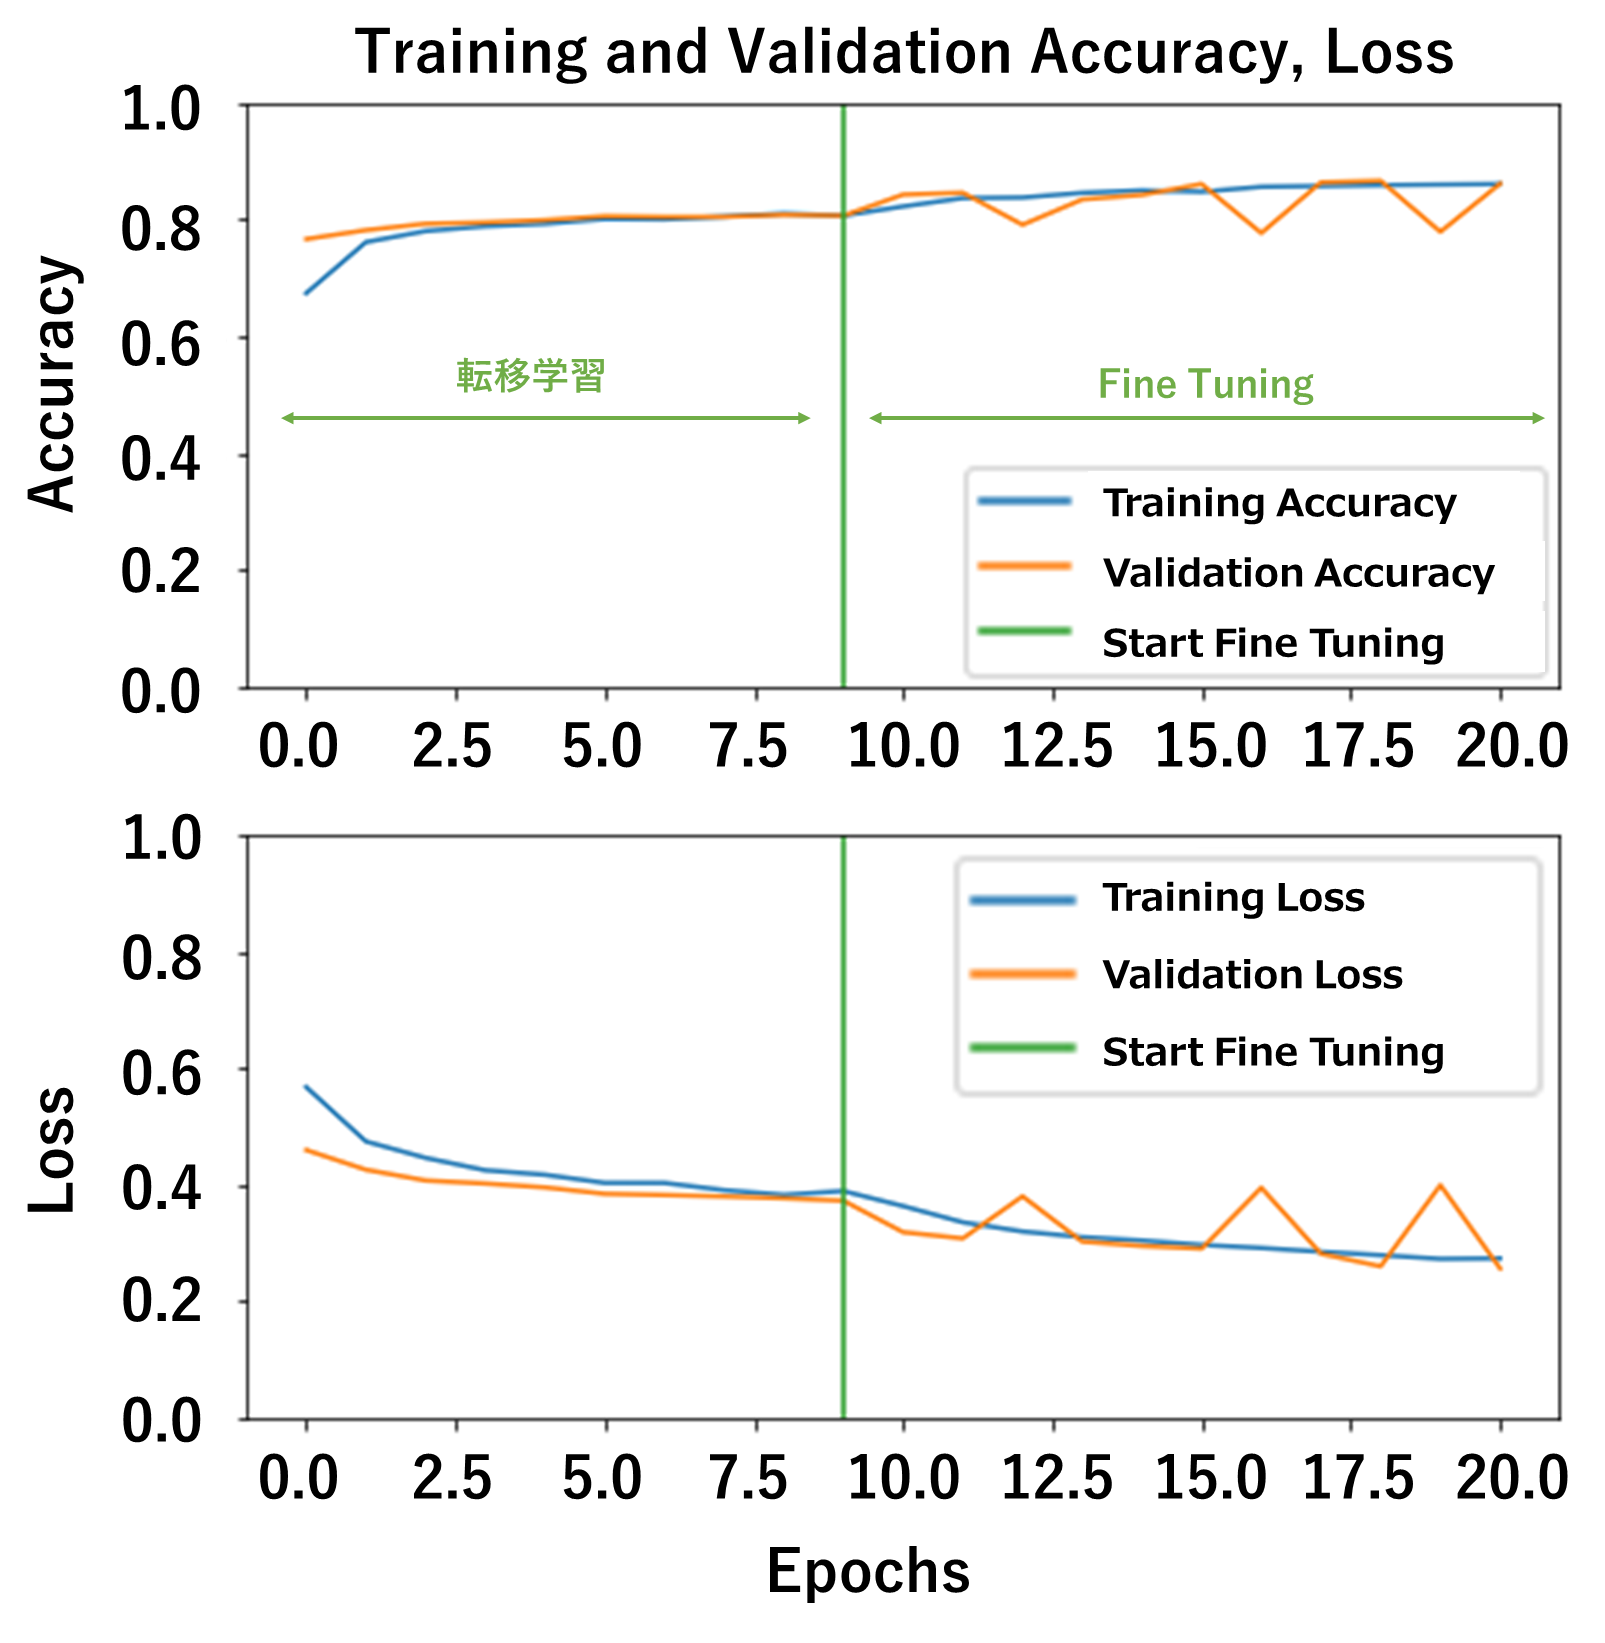 Training and Validation Accuracy, Loss
Accuracy
1.0
0.8
0.6
0.4
0.2
0.0
転移学習
Fine Tuning
Training Accuracy
Validation Accuracy
Start Fine Tuning
0.0 2.5 5.0 7.5 10.0 12.5 15.0 17.5 20.0
Loss
1.0
0.8
0.6
0.4
0.2
0.0
Training Loss
Validation Loss
Start Fine Tuning
0.0 2.5 5.0 7.5 10.0 12.5 15.0 17.5 20.0
Epochs